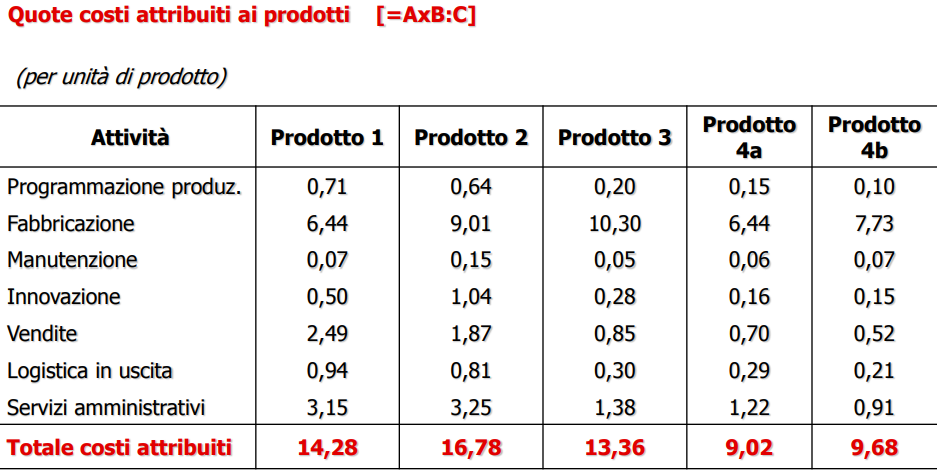 Quote costi attribuiti ai prodotti [=AxB:C]
(per unità di prodotto)
Attività Prodotto 1 Prodotto 2 Prodotto 3 Prodotto 4a Prodotto 4b
Programmazione produz. 0,71 0,64 0,20 0,15 0,10
Fabbricazione 6,44 9,01 10,30 6,44 7,73
Manutenzione 0,07 0,15 0,05 0,06 0,07
Innovazione 0,50 1,04 0,28 0,16 0,15
Vendite 2,49 1,87 0,85 0,70 0,52
Logistica in uscita 0,94 0,81 0,30 0,29 0,21
Servizi amministrativi 3,15 3,25 1,38 1,22 0,91
Totale costi attribuiti 14,28 16,78 13,36 9,02 9,68